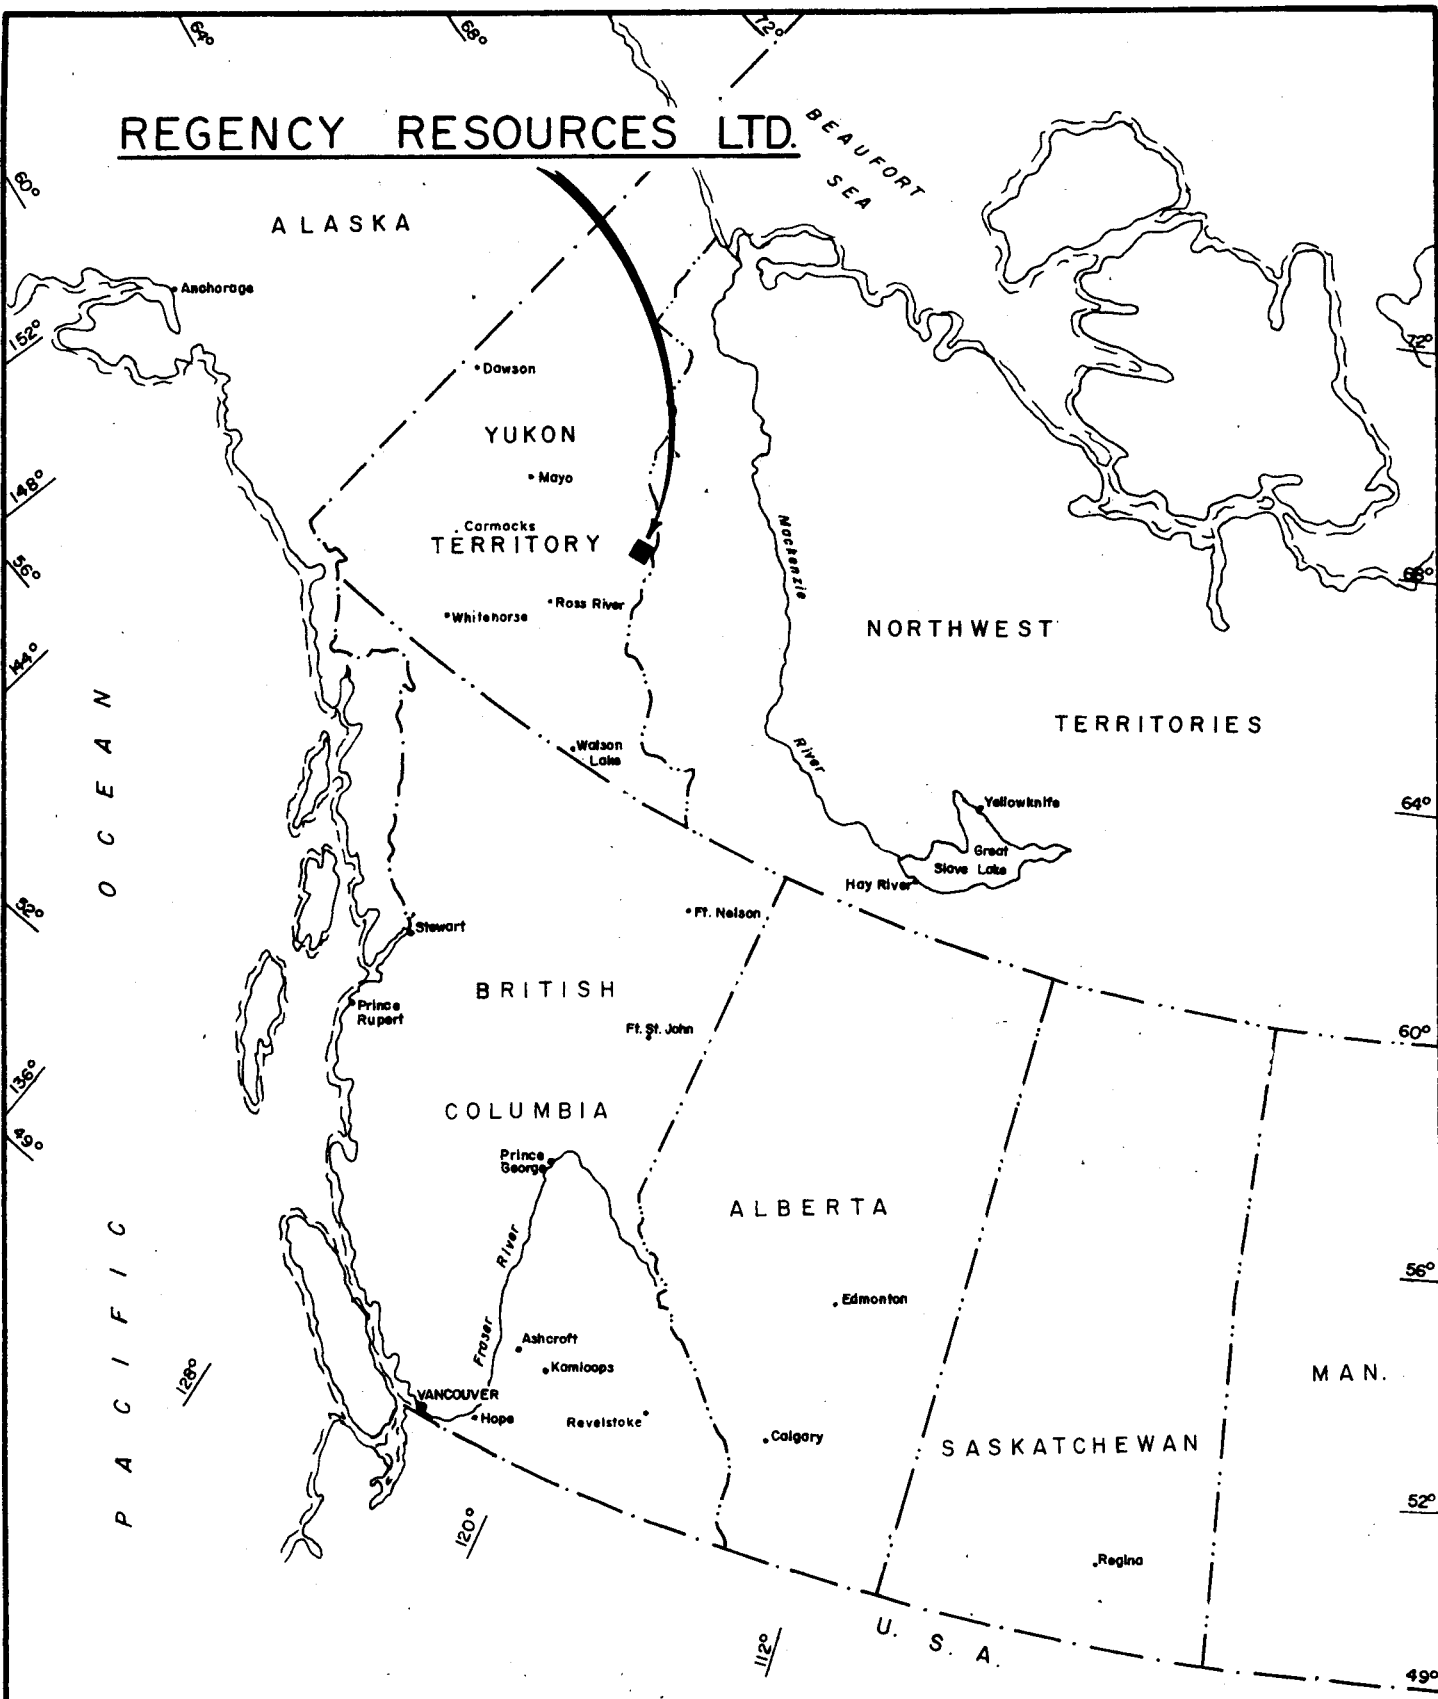 64°
68°
72°
REGENCY RESOURCES LTD.
BEAUFORT
SEA
60°
ALASKA
Anchorage
152°
72°
Dawson
YUKON
Mayo
148°
Carmacks
TERRITORY
Mackenzie
River
56°
68°
Ross River
Whitehorse
NORTHWEST
144°
TERRITORIES
Watson
Lake
Yellowknife
64°
Great
Slave Lake
Hay River
PACIFIC OCEAN
52°
Ft. Nelson
Stewart
BRITISH
Prince
Rupert
Ft. St. John
60°
136°
COLUMBIA
49°
Prince
George
ALBERTA
Fraser River
56°
Edmonton
Ashcroft
Kamloops
128°
MAN.
VANCOUVER
Hope
Revelstoke
Calgary
SASKATCHEWAN
52°
120°
Regina
U. S. A.
112°
49°